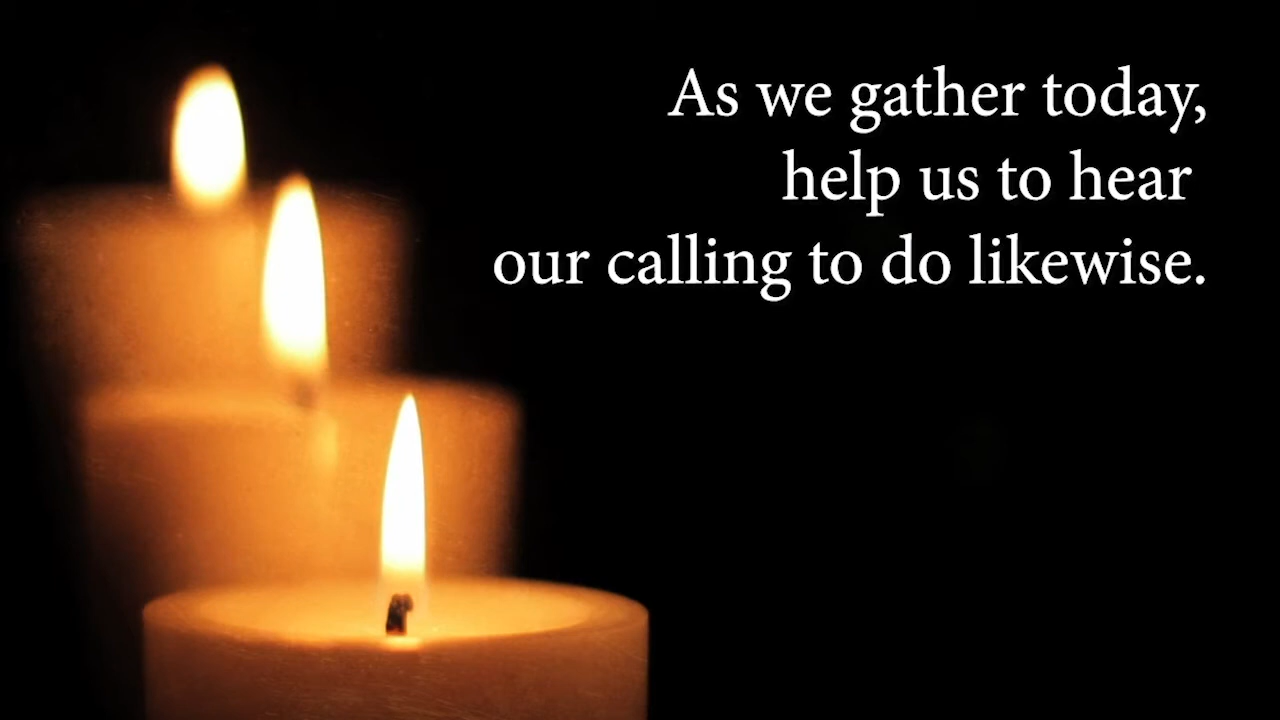 As we gather today,
help us to hear
our calling to do likewise.